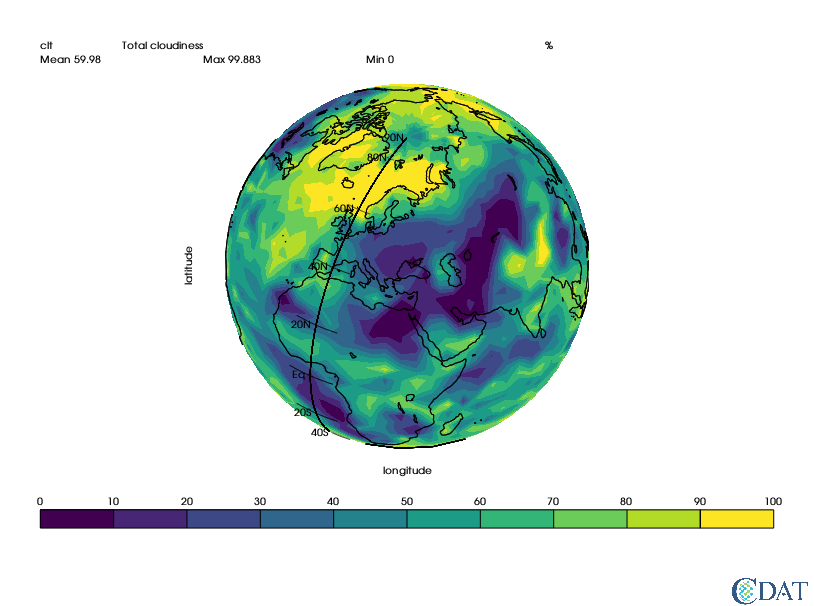 clt Total cloudiness %
Mean 59.98 Max 99.883 Min 0
90N
80N
60N
40N
20N
Eq
20S
40S
latitude
longitude
0 10 20 30 40 50 60 70 80 90 100
CDAT